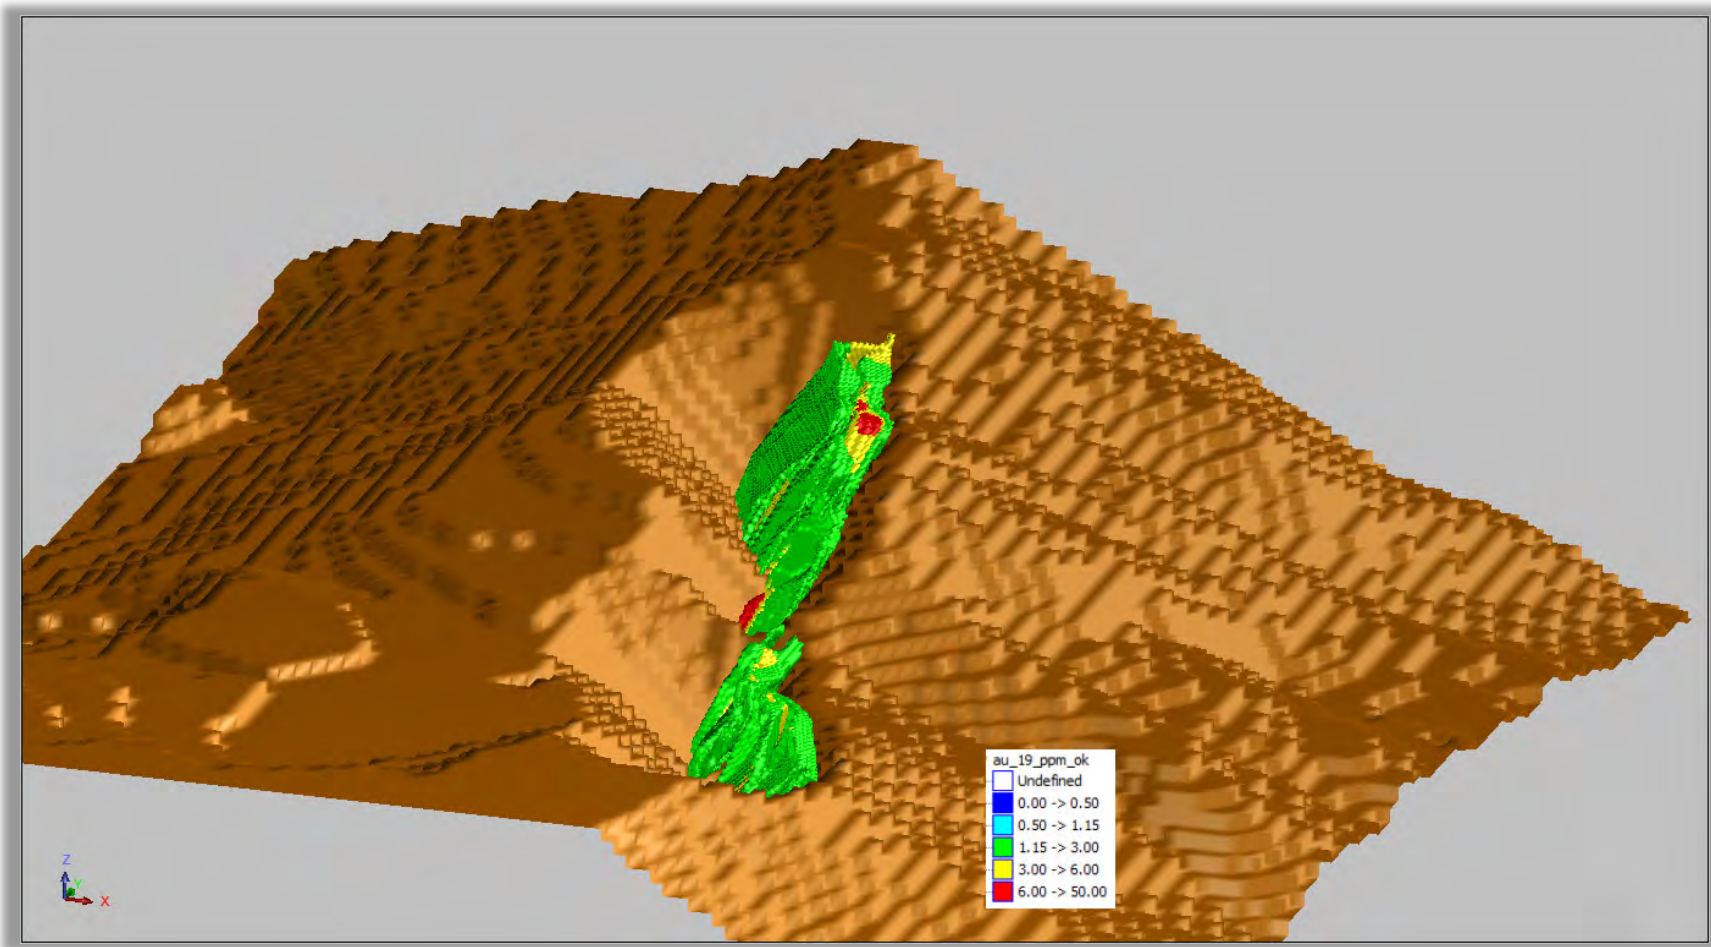 au_19_ppm_ok
Undefined
0.00 -> 0.50
0.50 -> 1.15
1.15 -> 3.00
3.00 -> 6.00
6.00 -> 50.00
Z
Y
X